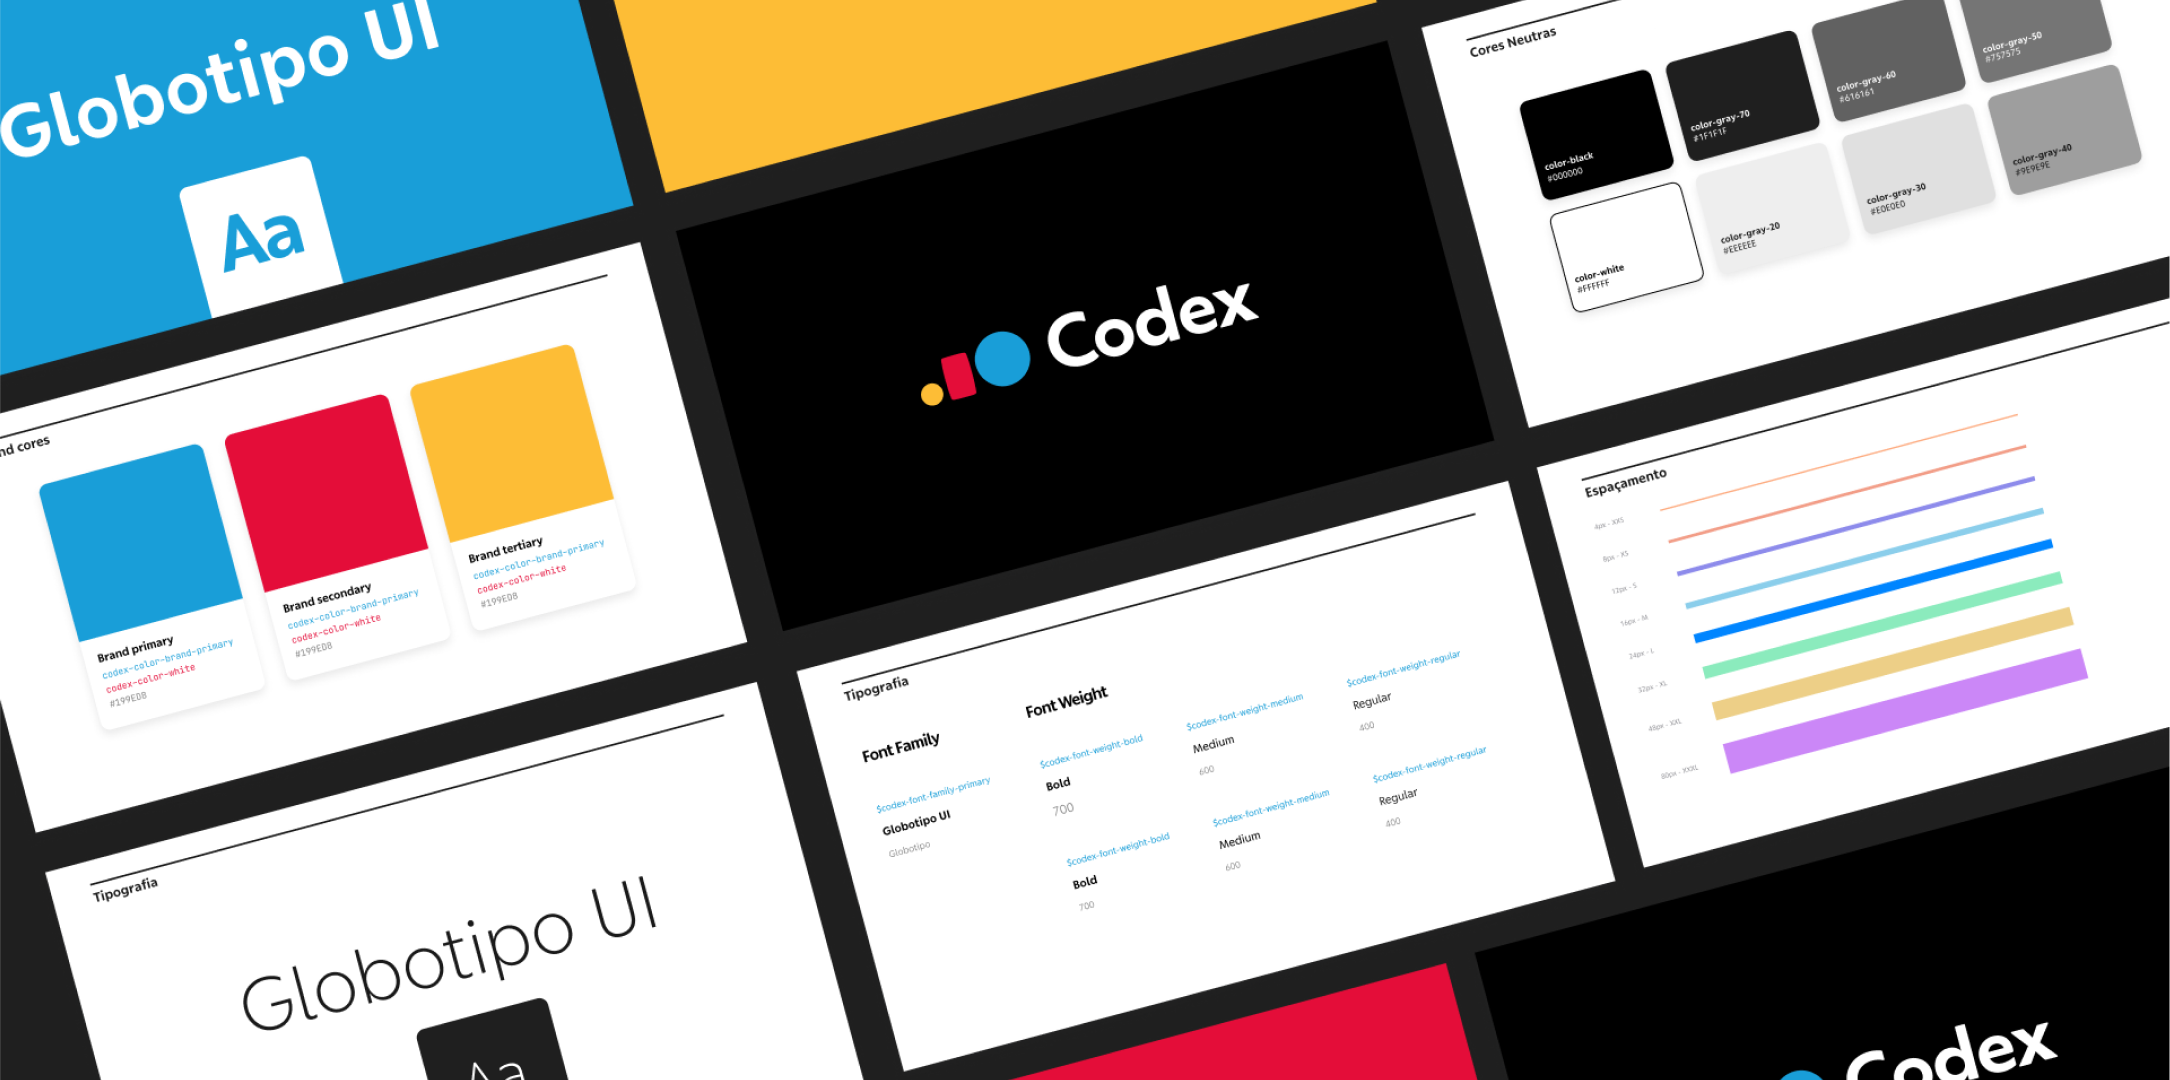 Globotipo UI
Aa
nd cores
Brand primary
codex-color-brand-primary
codex-color-white
#199EDB
Brand secondary
codex-color-brand-primary
codex-color-white
#199EDB
Brand tertiary
codex-color-brand-primary
codex-color-white
#199EDB
Codex
Cores Neutras
color-black
#000000
color-gray-70
#1F1F1F
color-gray-60
#616161
color-gray-50
#757575
color-white
#FFFFFF
color-gray-20
#EEEEEE
color-gray-30
#E0E0E0
color-gray-40
#9E9E9E
Espaçamento
4px - XXS
8px - XS
12px - S
16px - M
24px - L
32px - XL
48px - XXL
80px - XXXL
Tipografia
Globotipo UI
Aa
Tipografia
Font Family
$codex-font-family-primary
Globotipo UI
Globotipo
Font Weight
$codex-font-weight-bold
Bold
700
$codex-font-weight-medium
Medium
600
$codex-font-weight-regular
Regular
400
$codex-font-weight-bold
Bold
700
$codex-font-weight-medium
Medium
600
$codex-font-weight-regular
Regular
400
Codex